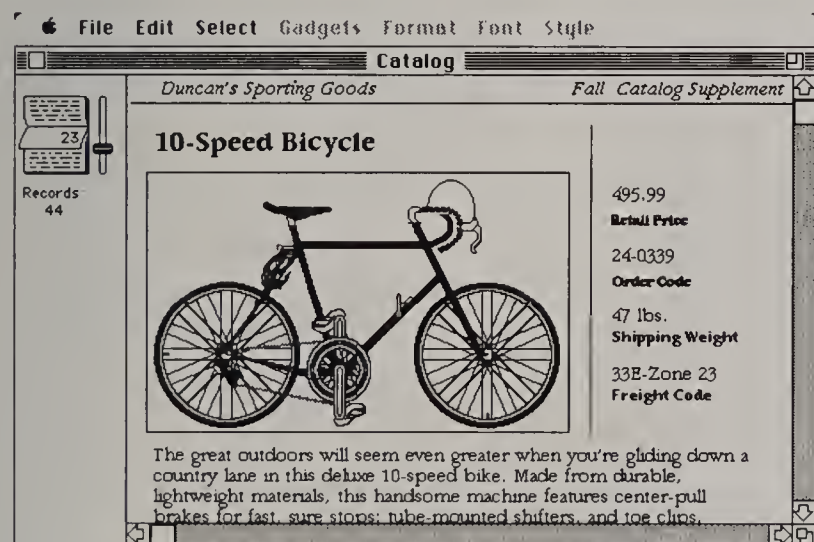 File Edit Select Gadgets Format Font Style
Catalog
Duncan's Sporting Goods
Fall Catalog Supplement
23
Records
44
10-Speed Bicycle
495.99
Retail Price
24-0339
Order Code
47 lbs.
Shipping Weight
33E-Zone 23
Freight Code
The great outdoors will seem even greater when you're gliding down a
country lane in this deluxe 10-speed bike. Made from durable,
lightweight materials, this handsome machine features center-pull
brakes for fast, sure stops; tube-mounted shifters, and toe clips,